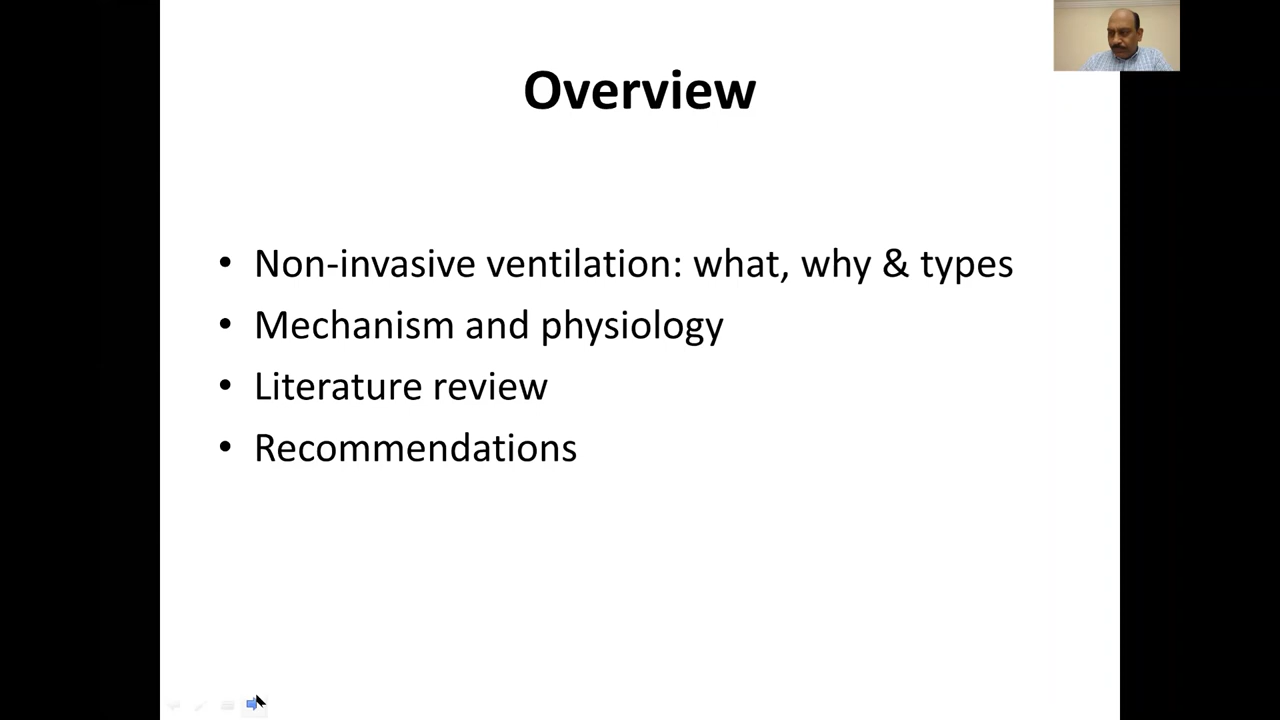 Overview
• Non-invasive ventilation: what, why & types
• Mechanism and physiology
• Literature review
• Recommendations